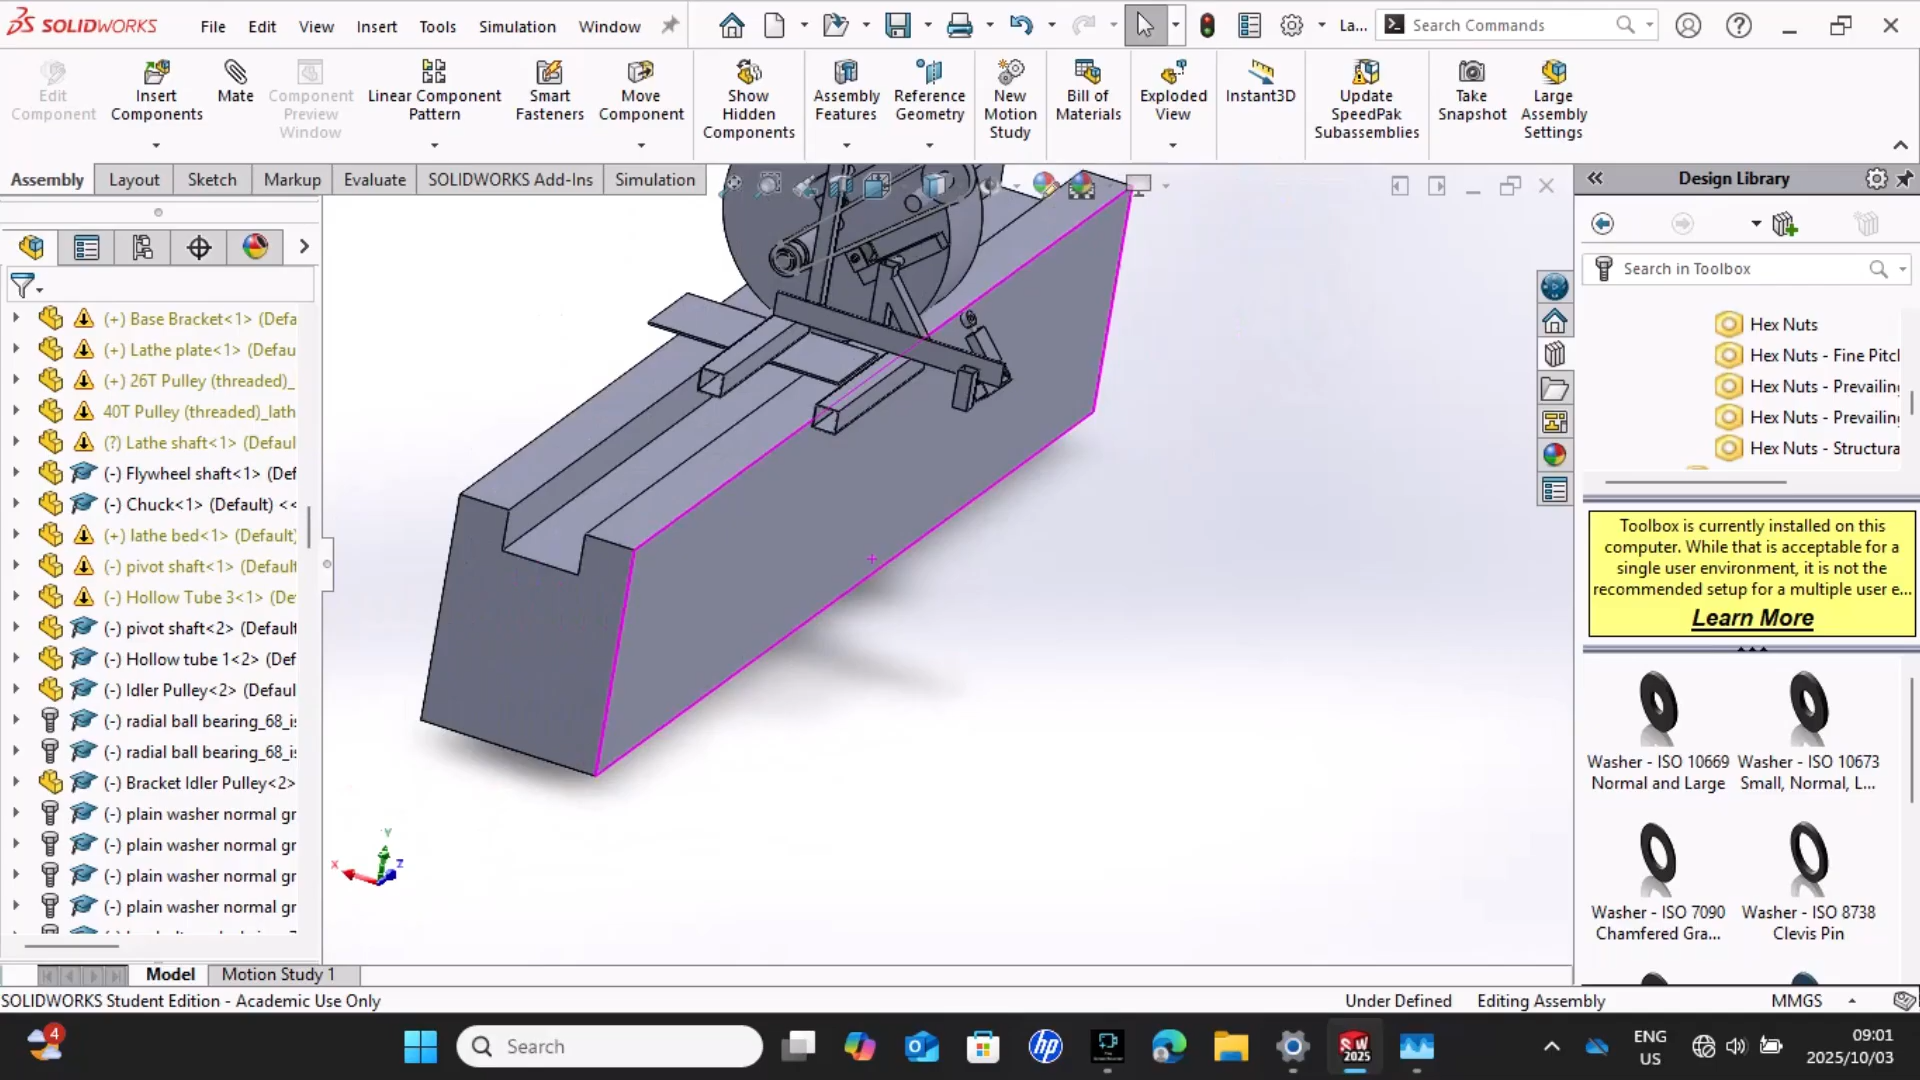 SOLIDWORKS
File Edit View Insert Tools Simulation Window
La...
Search Commands
Edit Component
Insert Components
Mate
Component Preview Window
Linear Component Pattern
Smart Fasteners
Move Component
Show Hidden Components
Assembly Features
Reference Geometry
New Motion Study
Bill of Materials
Exploded View
Instant3D
Update SpeedPak Subassemblies
Take Snapshot
Large Assembly Settings
Assembly Layout Sketch Markup Evaluate SOLIDWORKS Add-Ins Simulation
Design Library
Search in Toolbox
(+) Base Bracket<1> (Defa
(+) Lathe plate<1> (Defau
(+) 26T Pulley (threaded)_
40T Pulley (threaded)_lath
(?) Lathe shaft<1> (Defaul
(-) Flywheel shaft<1> (Def
(-) Chuck<1> (Default) <<
(+) lathe bed<1> (Default)
(-) pivot shaft<1> (Default
(-) Hollow Tube 3<1> (De
(-) pivot shaft<2> (Default
(-) Hollow tube 1<2> (Def
(-) Idler Pulley<2> (Defaul
(-) radial ball bearing_68_i
(-) radial ball bearing_68_i
(-) Bracket Idler Pulley<2>
(-) plain washer normal gr
(-) plain washer normal gr
(-) plain washer normal gr
(-) plain washer normal gr
Hex Nuts
Hex Nuts - Fine Pitcl
Hex Nuts - Prevailing
Hex Nuts - Prevailing
Hex Nuts - Structura
Toolbox is currently installed on this
computer. While that is acceptable for a
single user environment, it is not the
recommended setup for a multiple user e...
Learn More
Washer - ISO 10669 Normal and Large
Washer - ISO 10673 Small, Normal, L...
Washer - ISO 7090 Chamfered Gra...
Washer - ISO 8738 Clevis Pin
Y
X
Z
Model Motion Study 1
SOLIDWORKS Student Edition - Academic Use Only
Under Defined
Editing Assembly
MMGS
4
Search
hp
SW 2025
ENG
US
09:01
2025/10/03